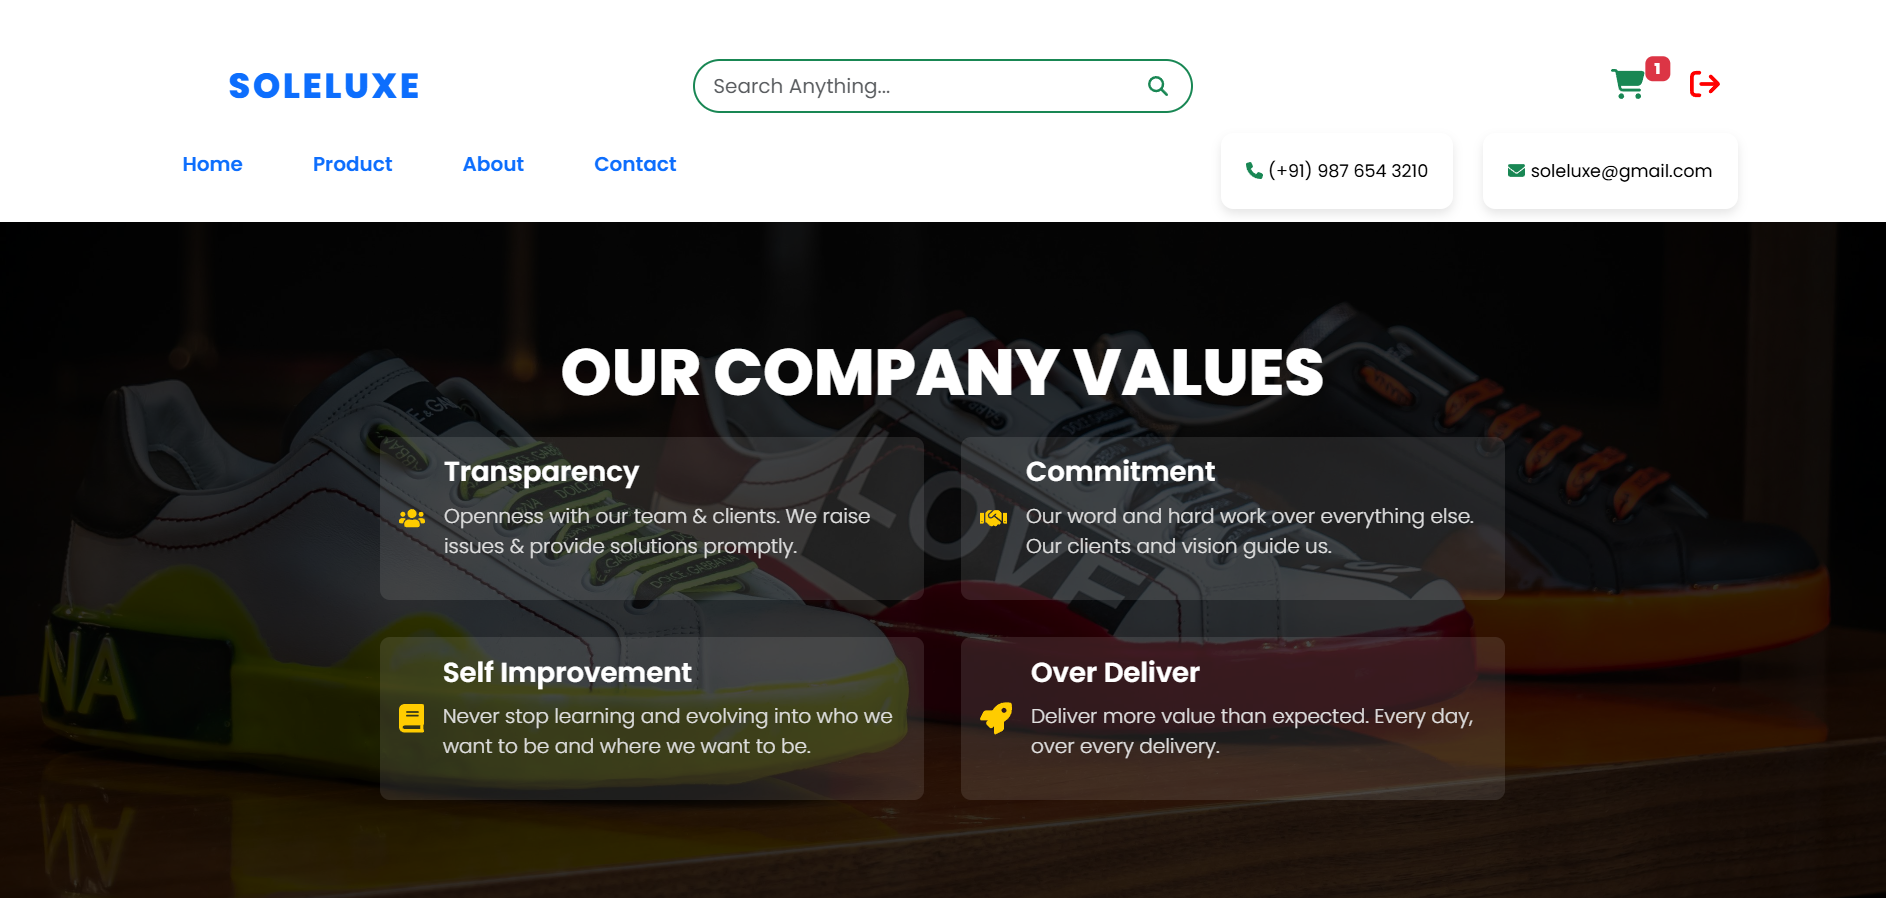 SOLELUXE
Search Anything...
1
Home Product About Contact
(+91) 987 654 3210
soleluxe@gmail.com
OUR COMPANY VALUES
Transparency
Openness with our team & clients. We raise
issues & provide solutions promptly.
Commitment
Our word and hard work over everything else.
Our clients and vision guide us.
Self Improvement
Never stop learning and evolving into who we
want to be and where we want to be.
Over Deliver
Deliver more value than expected. Every day,
over every delivery.
LOVE
NA